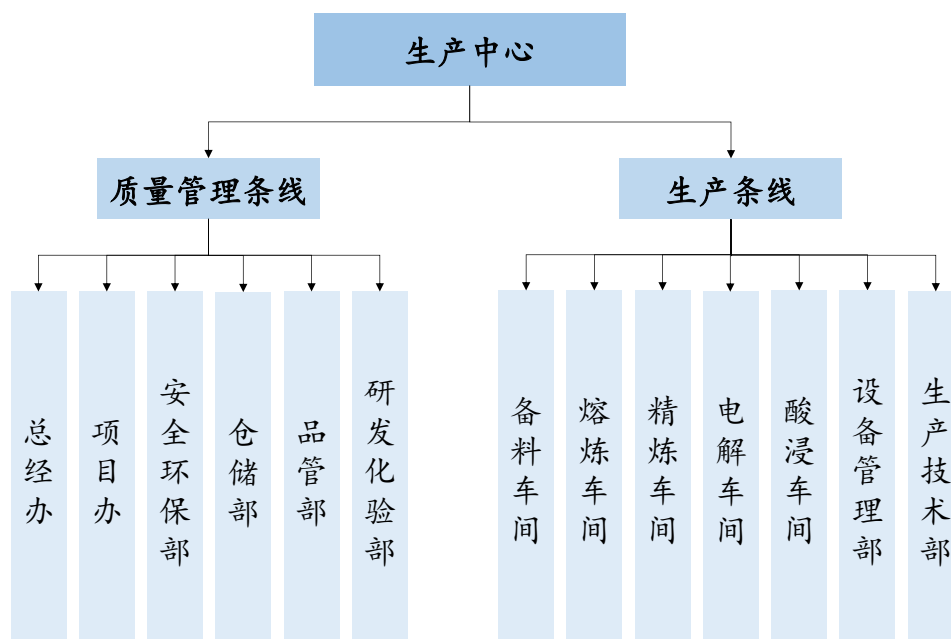 生产中心
质量管理条线
生产条线
总经办
项目办
安全环保部
仓储部
品管部
研发化验部
备料车间
熔炼车间
精炼车间
电解车间
酸浸车间
设备管理部
生产技术部